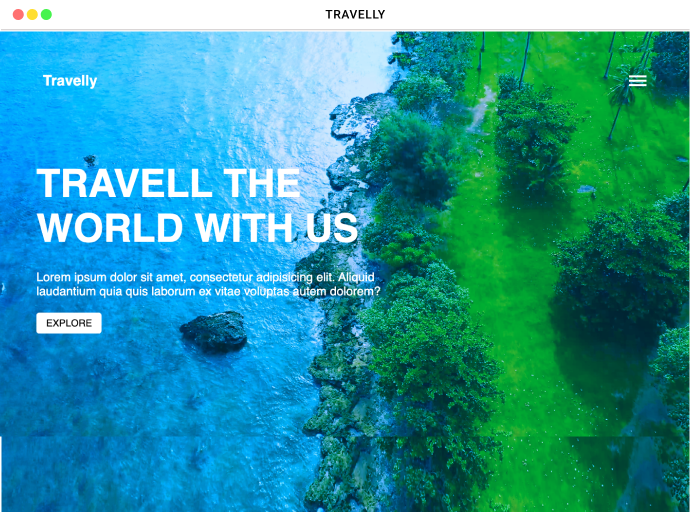 TRAVELLY
Travelly
TRAVELL THE
WORLD WITH US
Lorem ipsum dolor sit amet, consectetur adipisicing elit. Aliquid
laudantium quia quis laborum ex vitae voluptas autem dolorem?
EXPLORE